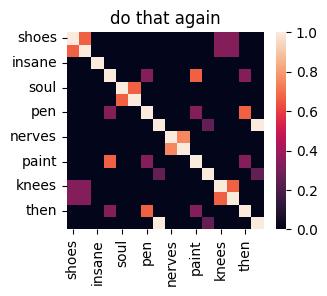 do that again
shoes
insane
soul
pen
nerves
paint
knees
then
1.0
0.8
0.6
0.4
0.2
0.0
shoes
insane
soul
pen
nerves
paint
knees
then